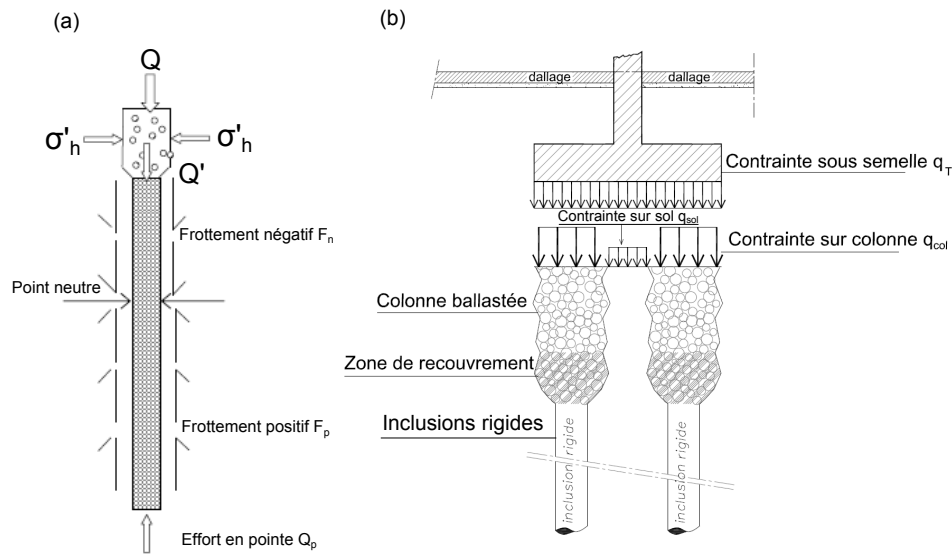 (a)
Q
σ'h
σ'h
Q'
Frottement négatif Fn
Point neutre
Frottement positif Fp
Effort en pointe Qp
(b)
dallage
dallage
Contrainte sous semelle qT
Contrainte sur sol qsol
Contrainte sur colonne qcol
Colonne ballastée
Zone de recouvrement
Inclusions rigides
inclusion rigide
inclusion rigide